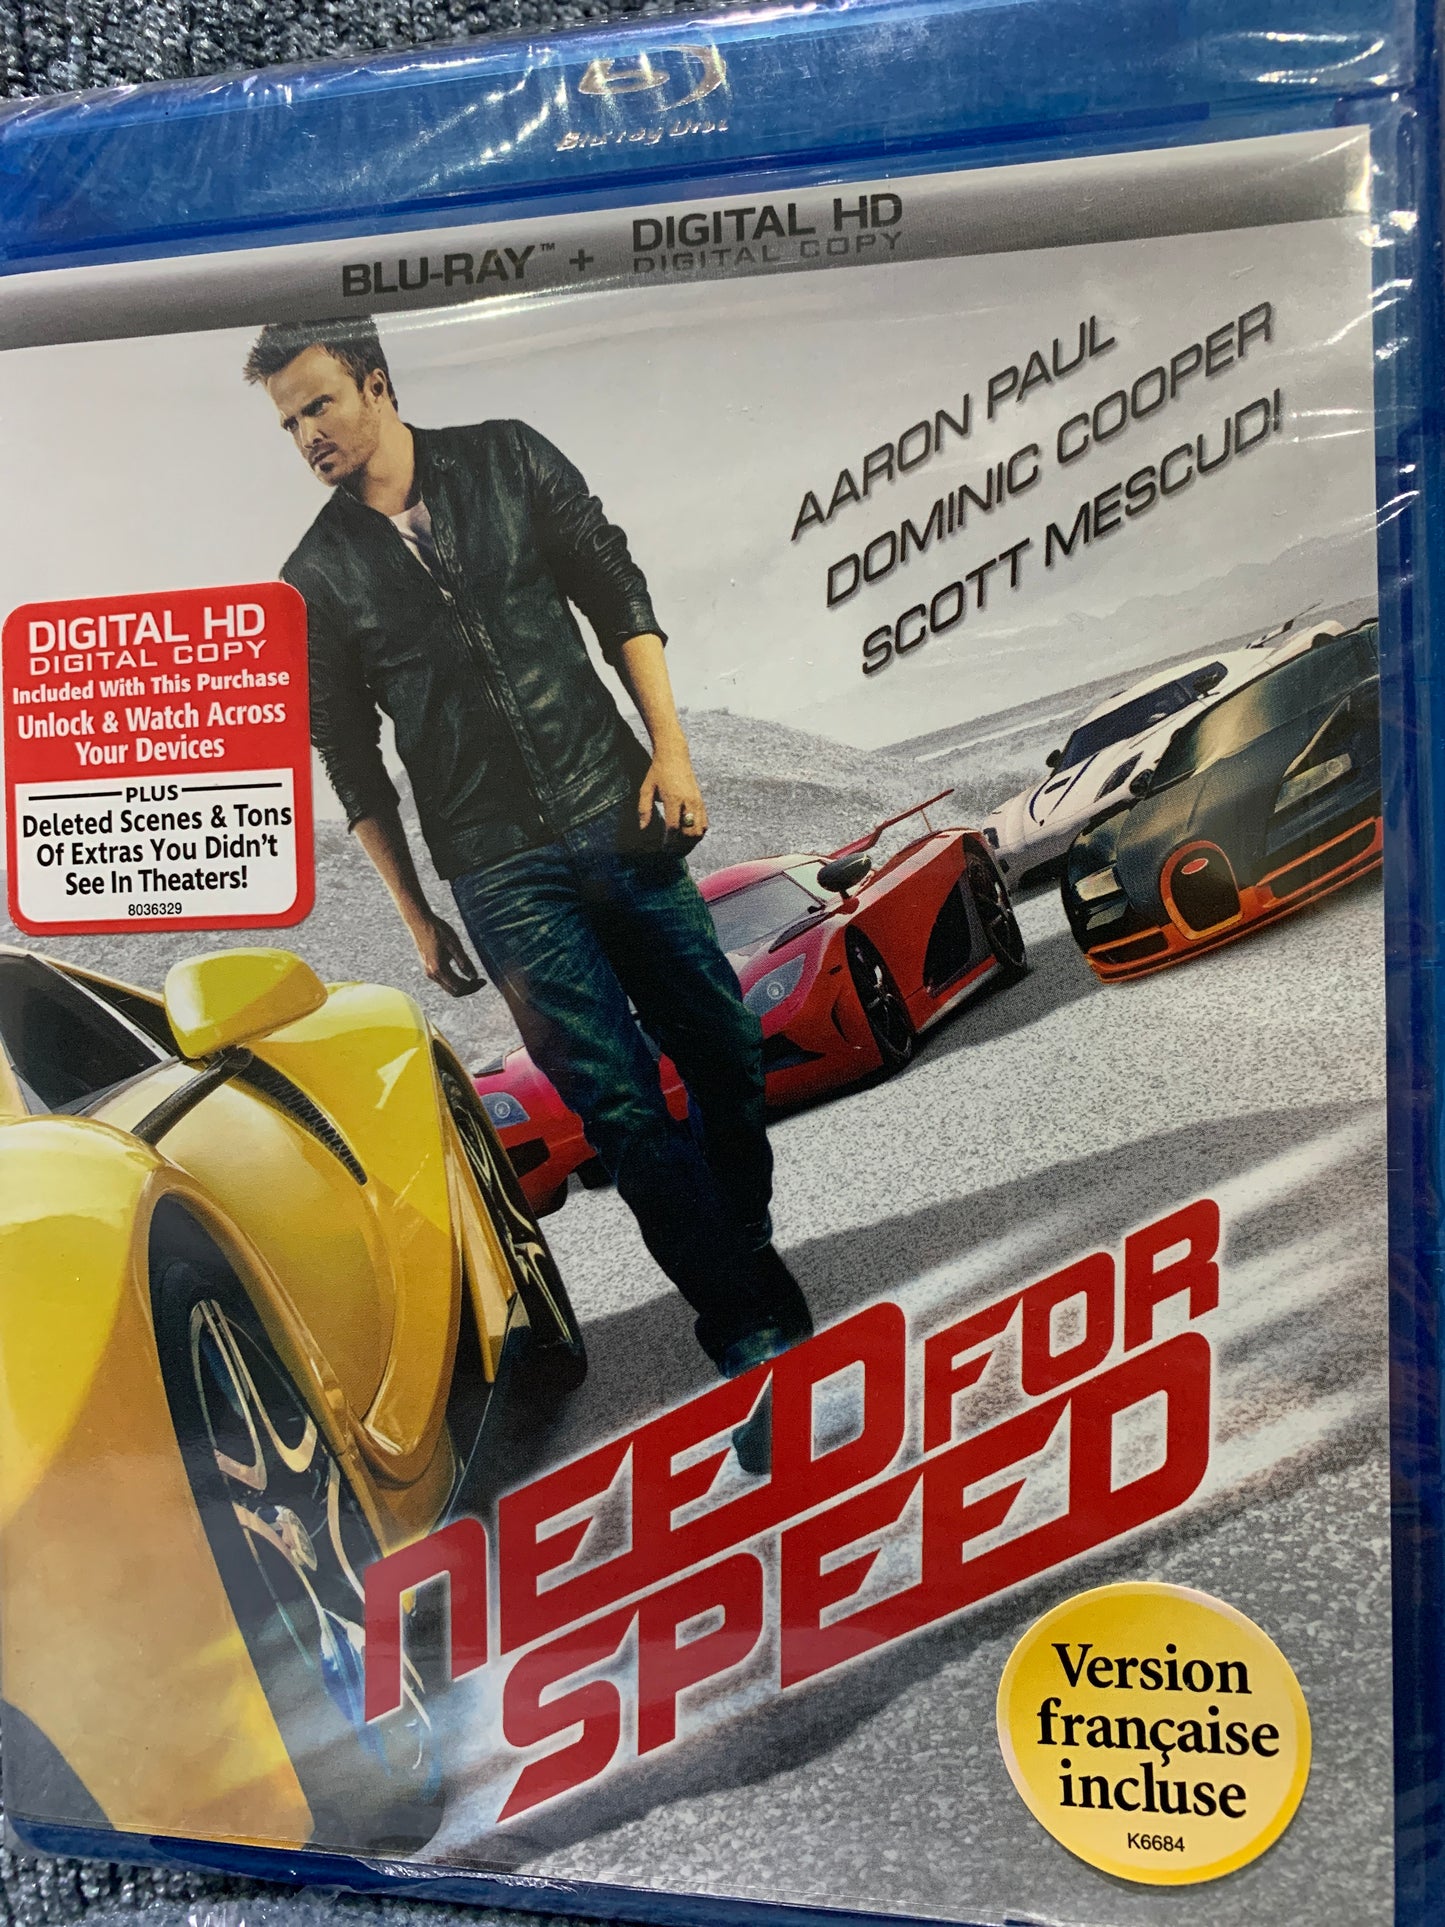 Blu-ray Disc
BLU-RAY™ + DIGITAL HD
DIGITAL COPY
AARON PAUL
DOMINIC COOPER
SCOTT MESCUDI
DIGITAL HD
DIGITAL COPY
Included With This Purchase
Unlock & Watch Across
Your Devices
PLUS
Deleted Scenes & Tons
Of Extras You Didn't
See In Theaters!
8036329
NEED FOR
SPEED
Version
française
incluse
K6684